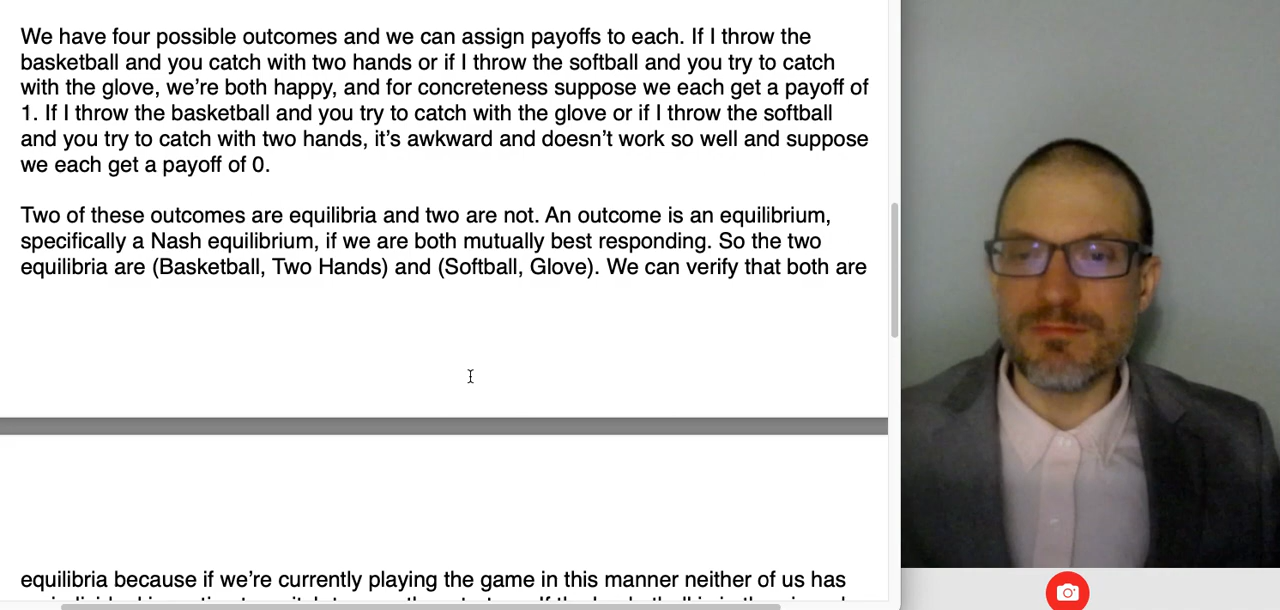 We have four possible outcomes and we can assign payoffs to each. If I throw the
basketball and you catch with two hands or if I throw the softball and you try to catch
with the glove, we’re both happy, and for concreteness suppose we each get a payoff of
1. If I throw the basketball and you try to catch with the glove or if I throw the softball
and you try to catch with two hands, it’s awkward and doesn’t work so well and suppose
we each get a payoff of 0.
Two of these outcomes are equilibria and two are not. An outcome is an equilibrium,
specifically a Nash equilibrium, if we are both mutually best responding. So the two
equilibria are (Basketball, Two Hands) and (Softball, Glove). We can verify that both are
equilibria because if we’re currently playing the game in this manner neither of us has